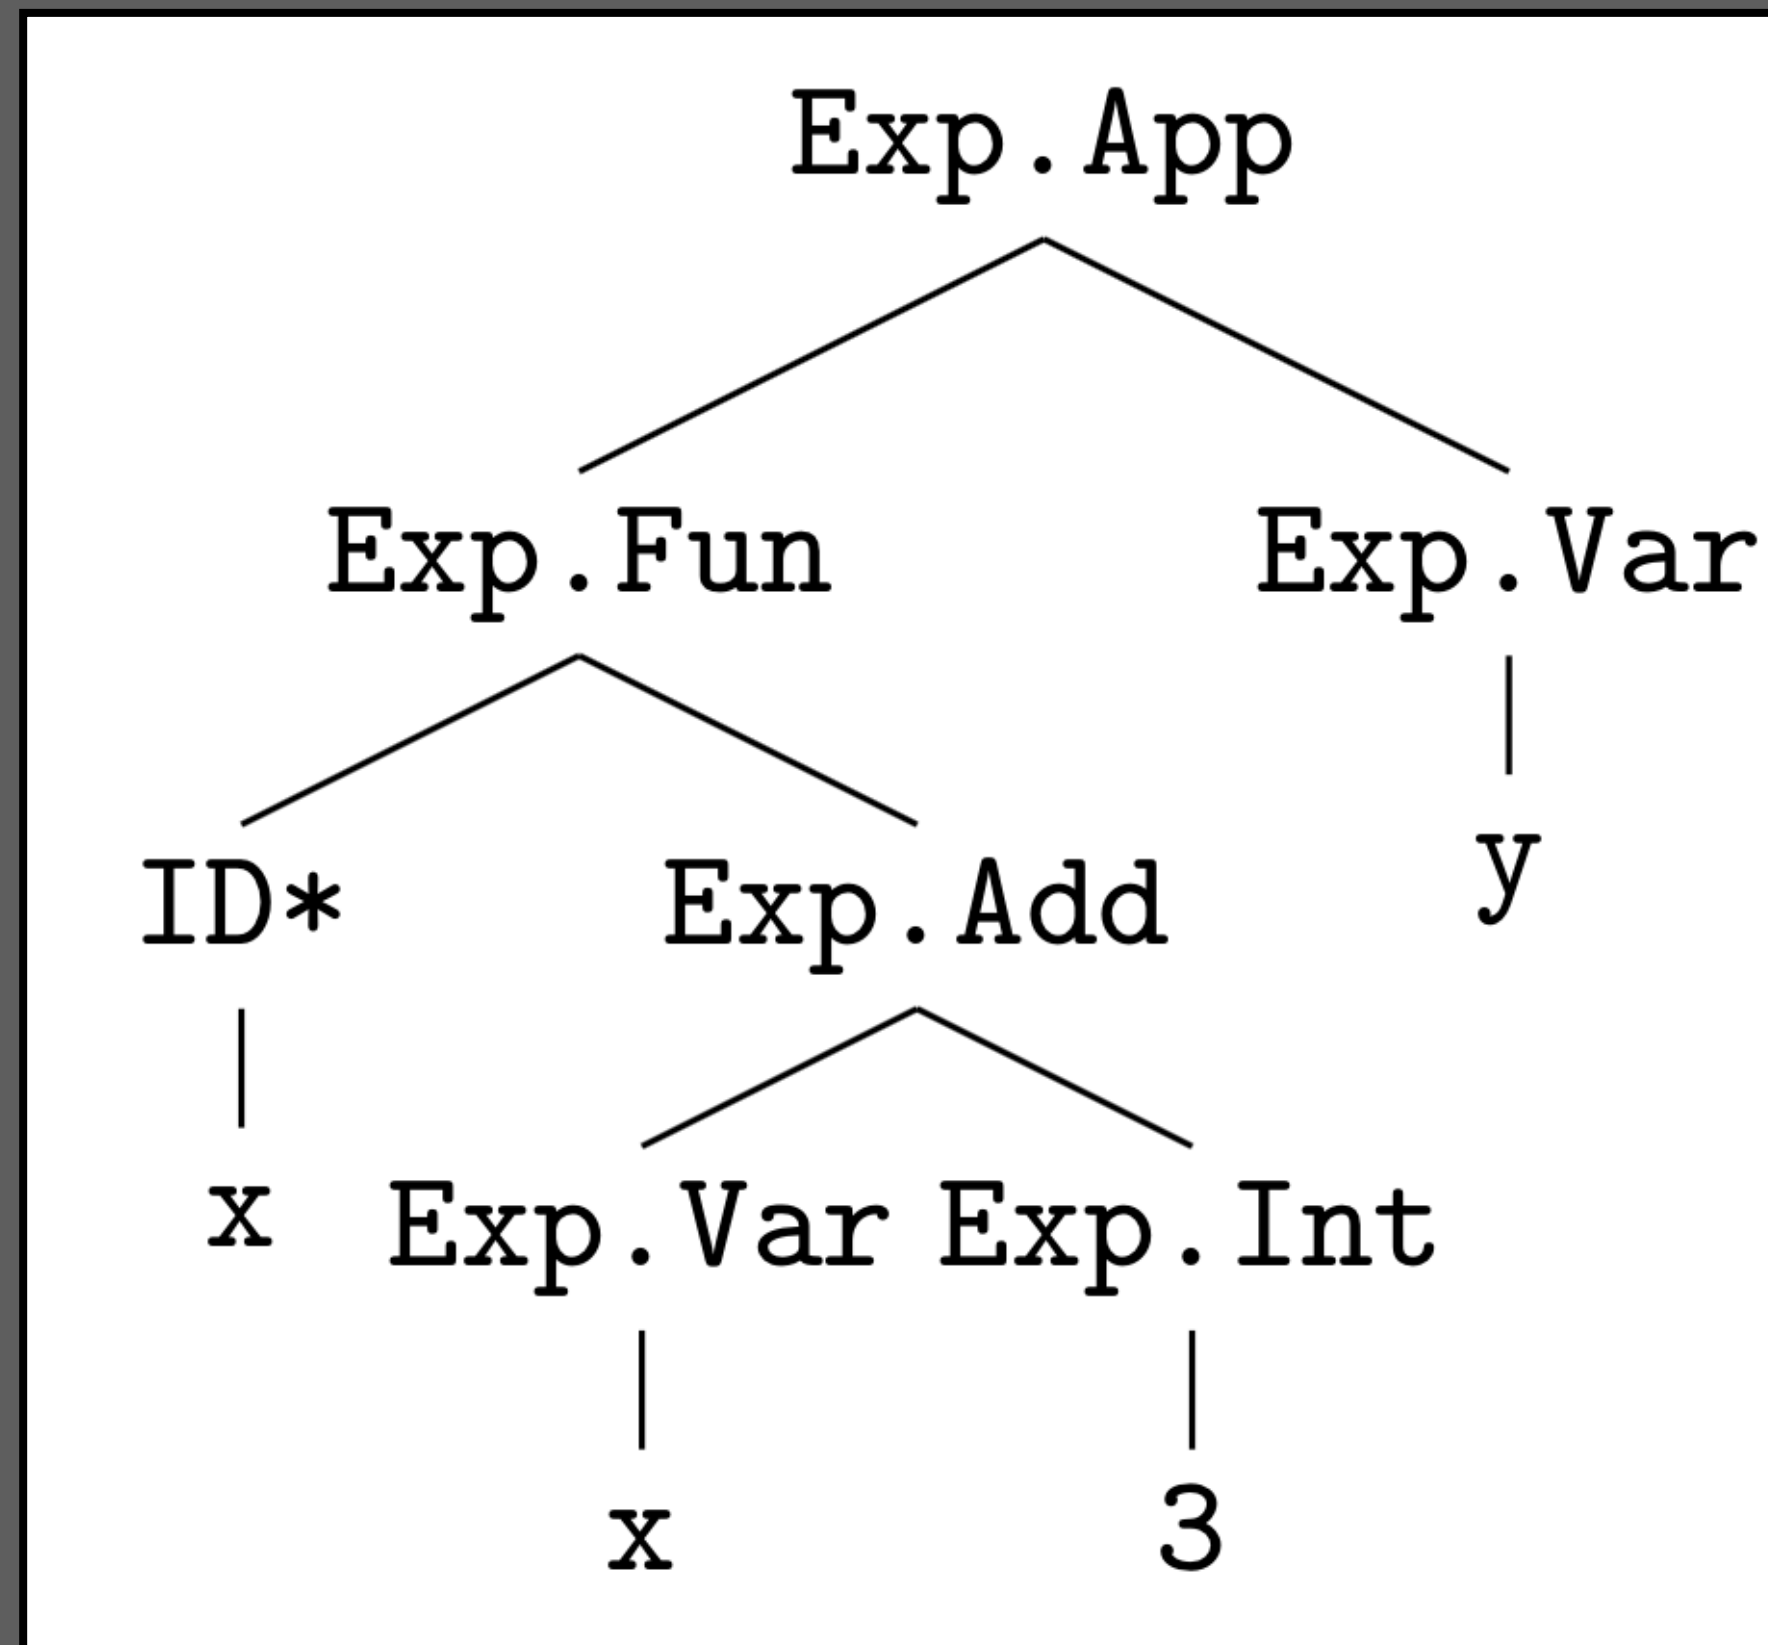 Exp.App
Exp.Fun Exp.Var
ID* Exp.Add y
x Exp.Var Exp.Int
x 3